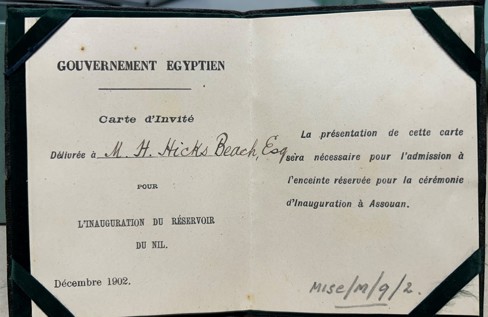 GOUVERNEMENT EGYPTIEN
Carte d'Invité
Délivrée à M. H. Hicks Beach, Esq
POUR
L'INAUGURATION DU RÉSERVOIR
DU NIL.
Décembre 1902.
La présentation de cette carte
sera nécessaire pour l'admission à
l'enceinte réservée pour la cérémonie
d'Inauguration à Assouan.
MISC/M/9/2.